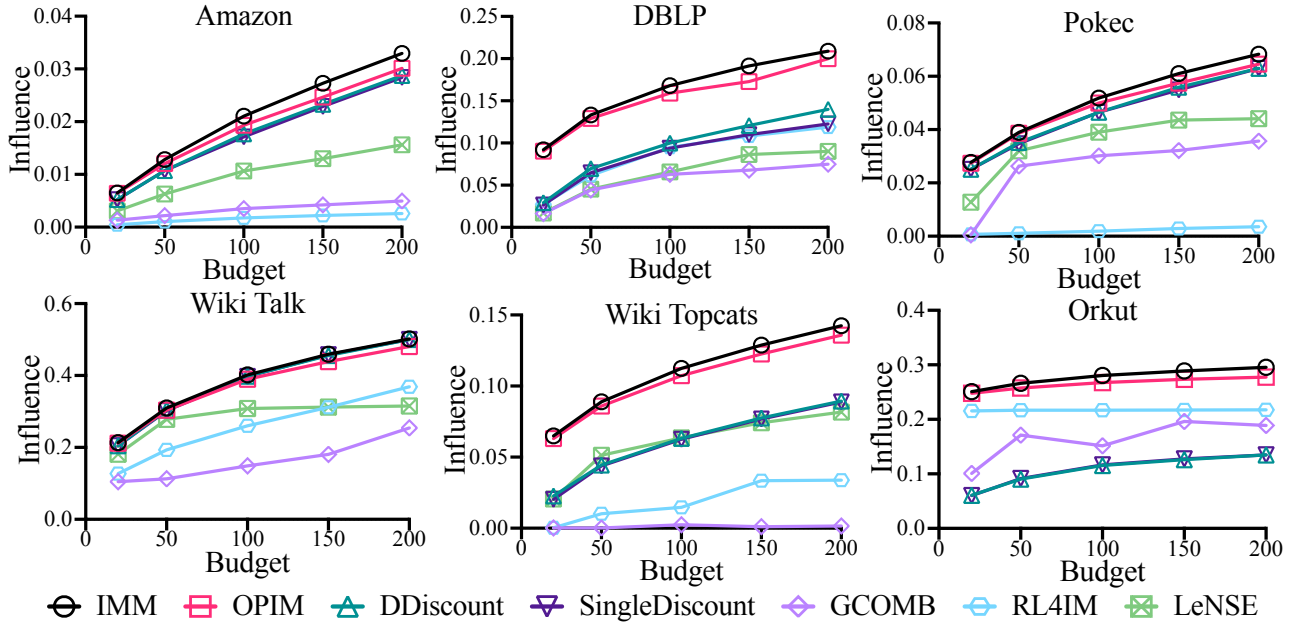 Amazon
0.04
0.03
0.02
0.01
0.00
Influence
0 50 100 150 200
Budget
DBLP
0.25
0.20
0.15
0.10
0.05
0.00
Influence
0 50 100 150 200
Budget
Pokec
0.08
0.06
0.04
0.02
0.00
Influence
0 50 100 150 200
Budget
Wiki Talk
0.6
0.4
0.2
0.0
Influence
0 50 100 150 200
Budget
Wiki Topcats
0.15
0.10
0.05
0.00
Influence
0 50 100 150 200
Budget
Orkut
0.4
0.3
0.2
0.1
0.0
Influence
0 50 100 150 200
Budget
IMM OPIM DDiscount SingleDiscount GCOMB RL4IM LeNSE